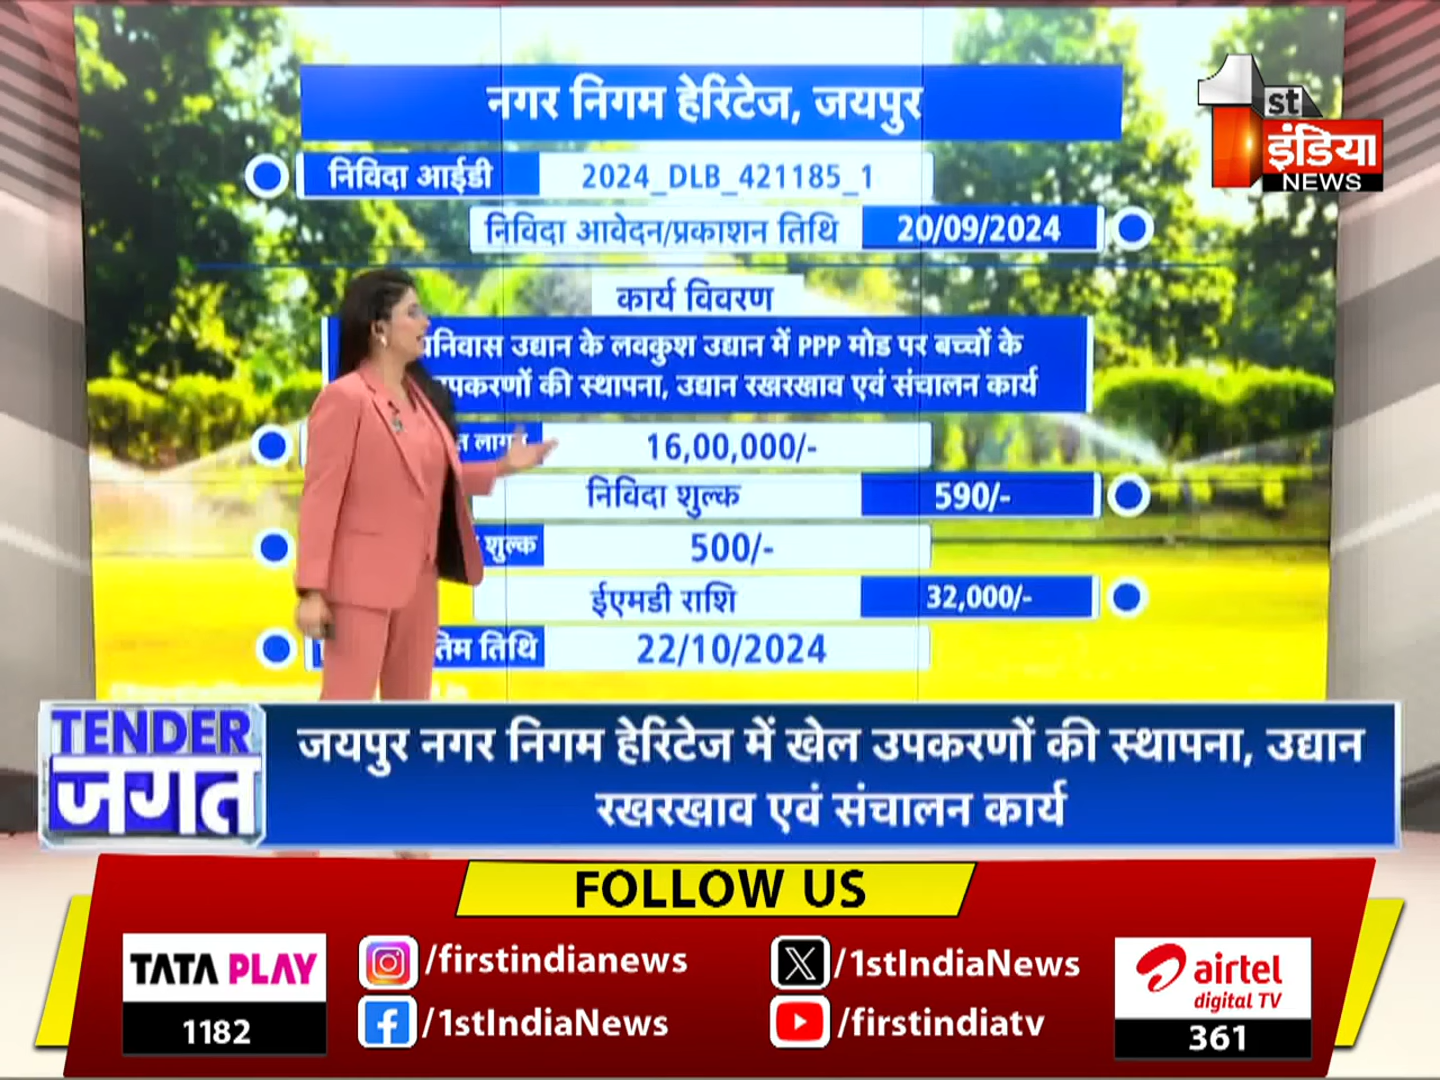 नगर निगम हेरिटेज, जयपुर
1st
इंडिया
NEWS
निविदा आईडी 2024_DLB_421185_1
निविदा आवेदन/प्रकाशन तिथि 20/09/2024
कार्य विवरण
उद्यान के लवकुश उद्यान में PPP मोड पर बच्चों के
की स्थापना, उद्यान रखरखाव एवं संचालन कार्य
16,00,000/-
निविदा शुल्क 590/-
शुल्क 500/-
ईएमडी राशि 32,000/-
तिथि 22/10/2024
TENDER
जगत
जयपुर नगर निगम हेरिटेज में खेल उपकरणों की स्थापना, उद्यान
रखरखाव एवं संचालन कार्य
FOLLOW US
TATA PLAY
1182
/firstindianews
/1stIndiaNews
/1stIndiaNews
/firstindiatv
airtel
digital TV
361